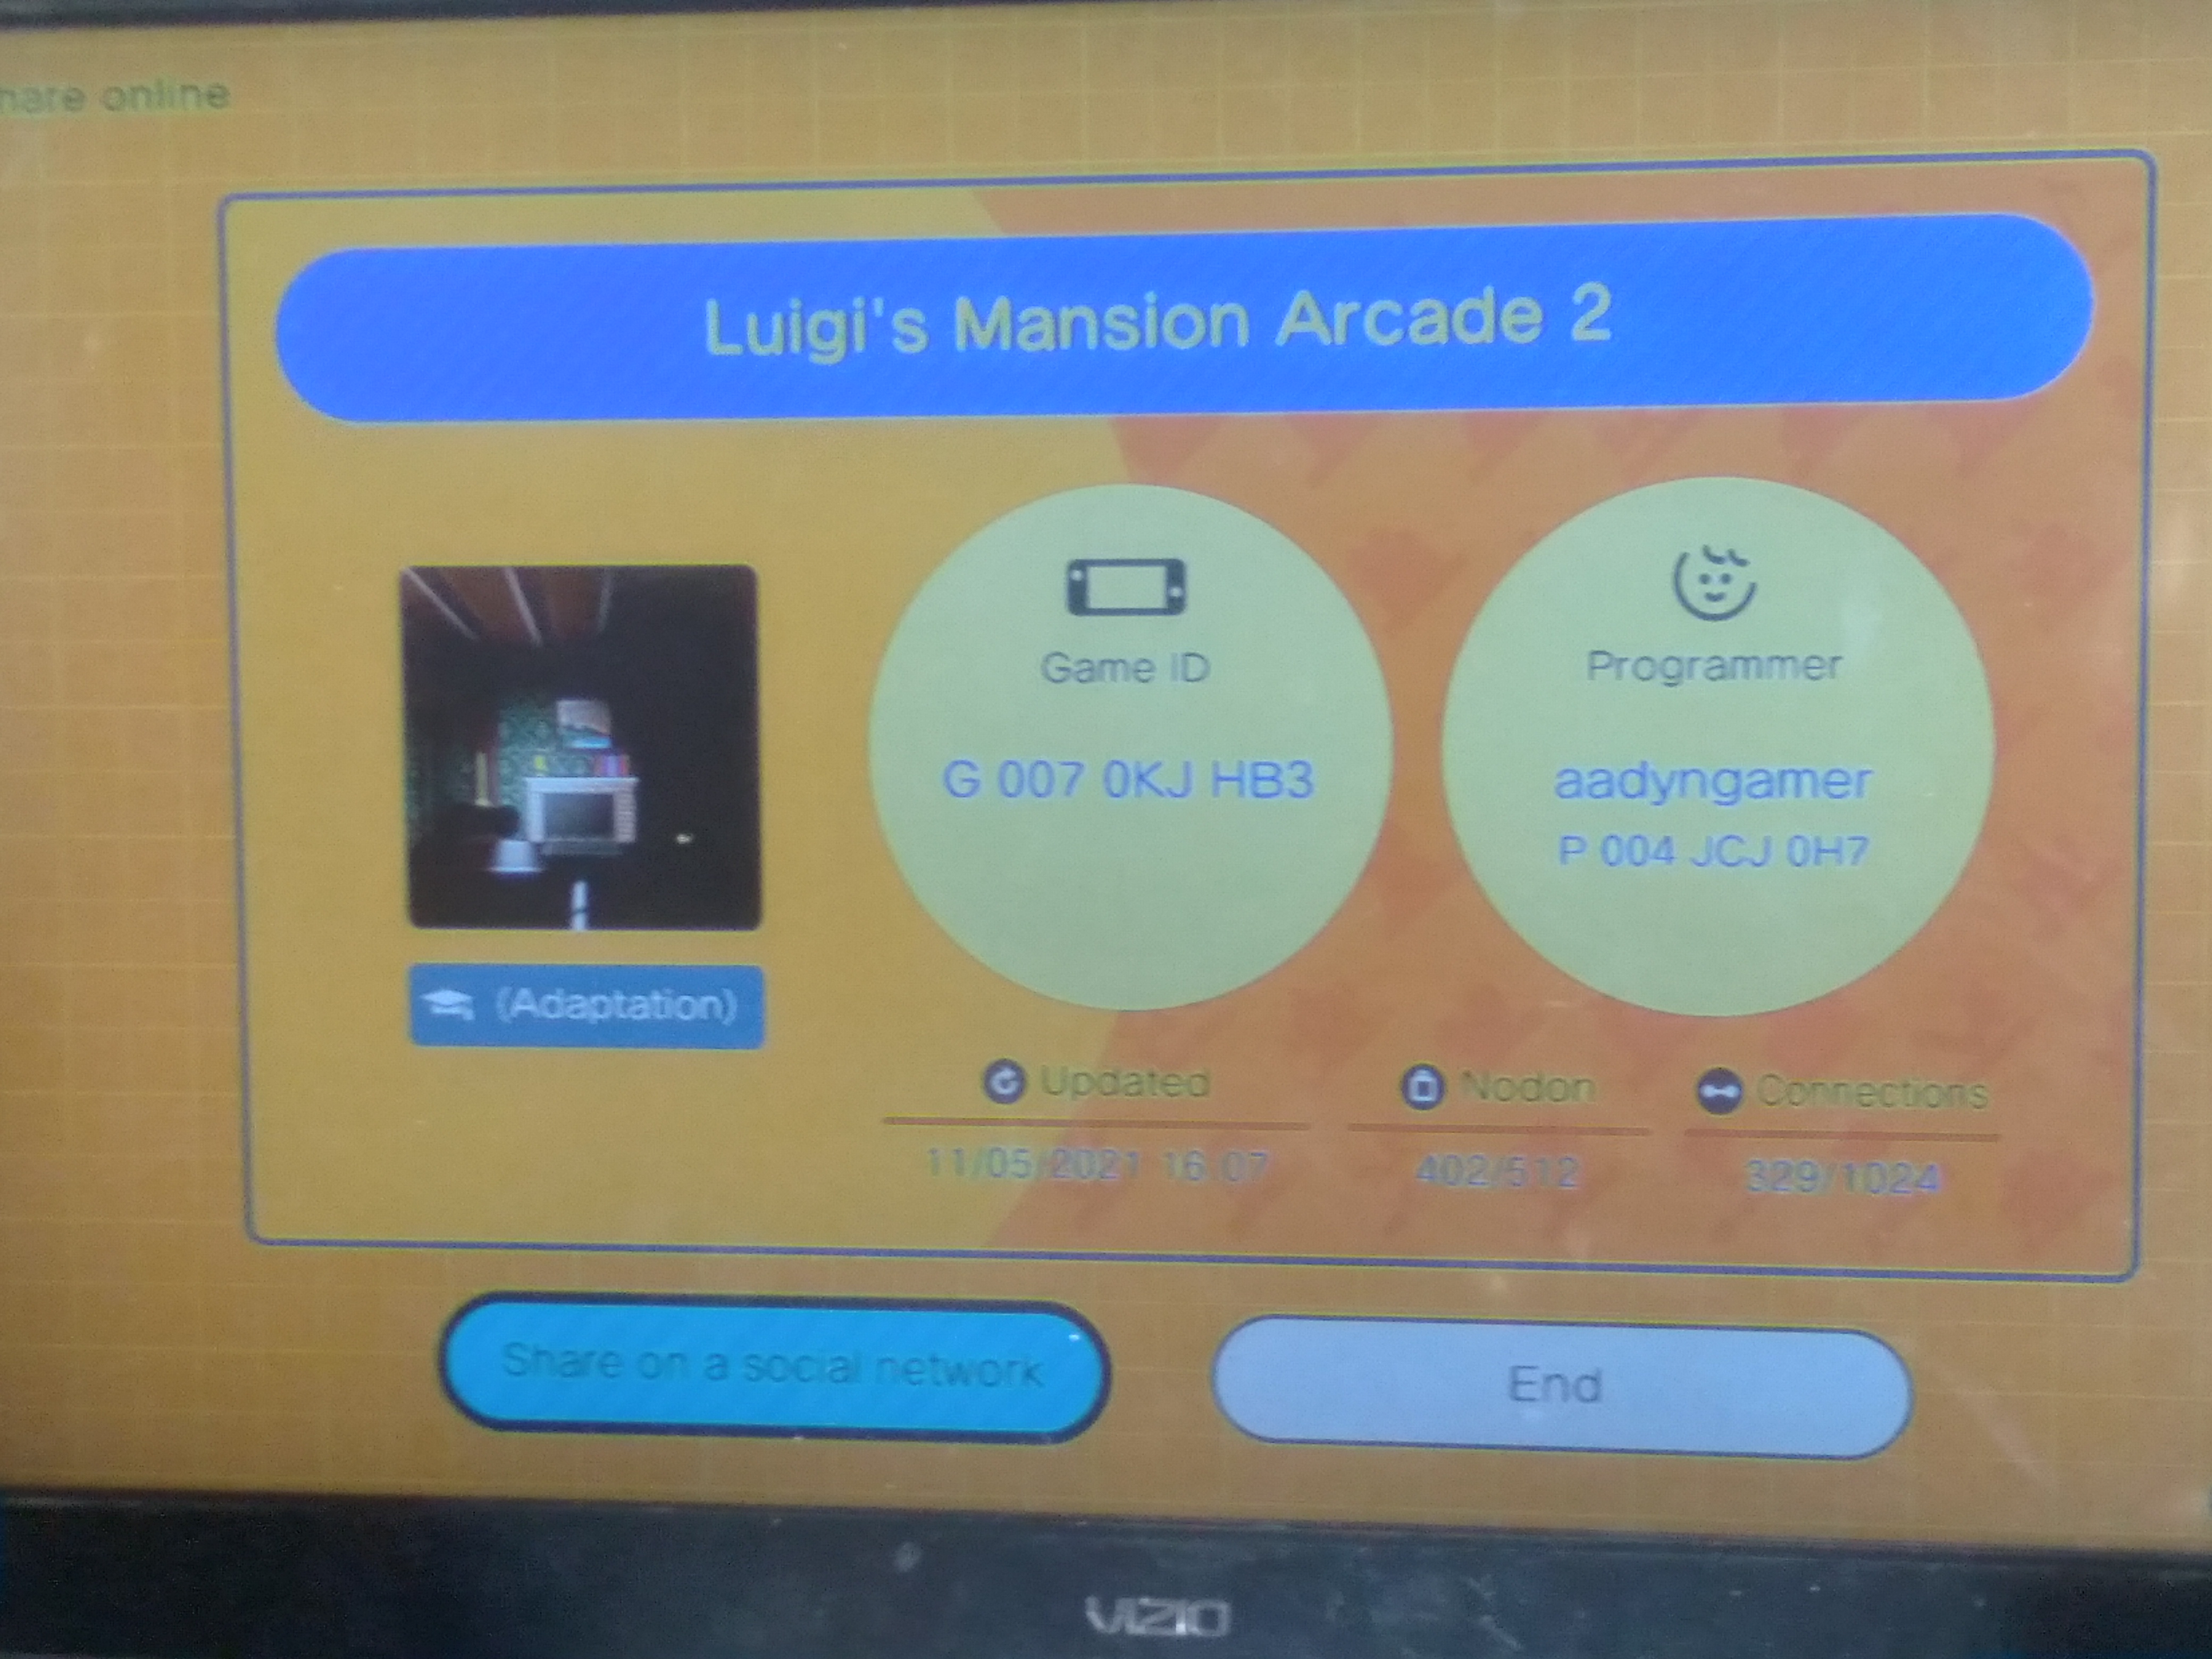 hare online
Luigi's Mansion Arcade 2
Game ID
G 007 0KJ HB3
Programmer
aadyngamer
P 004 JCJ 0H7
(Adaptation)
Updated
11/05/2021 16:07
Nodon
402/512
Connections
329/1024
Share on a social network
End
VIZIO